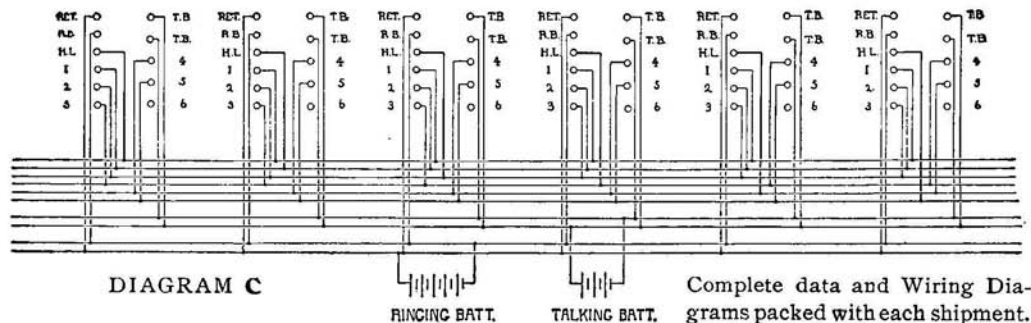 RET. T.B
R.B. T.B.
H.L
1 4
2 5
3 6
RET. T.B.
R.B T.B.
H.L
1 4
2 5
3 6
RET. T.B.
R.B T.B.
H.L
1 4
2 5
3 6
RET. T.B.
R.B T.B.
H.L
1 4
2 5
3 6
RET. T.B.
R.B T.B.
H.L
1 4
2 5
3 6
RET. T.B.
R.B. T.B.
H.L
1 4
2 5
3 6
DIAGRAM C
RINGING BATT.
TALKING BATT.
Complete data and Wiring Dia-
grams packed with each shipment.